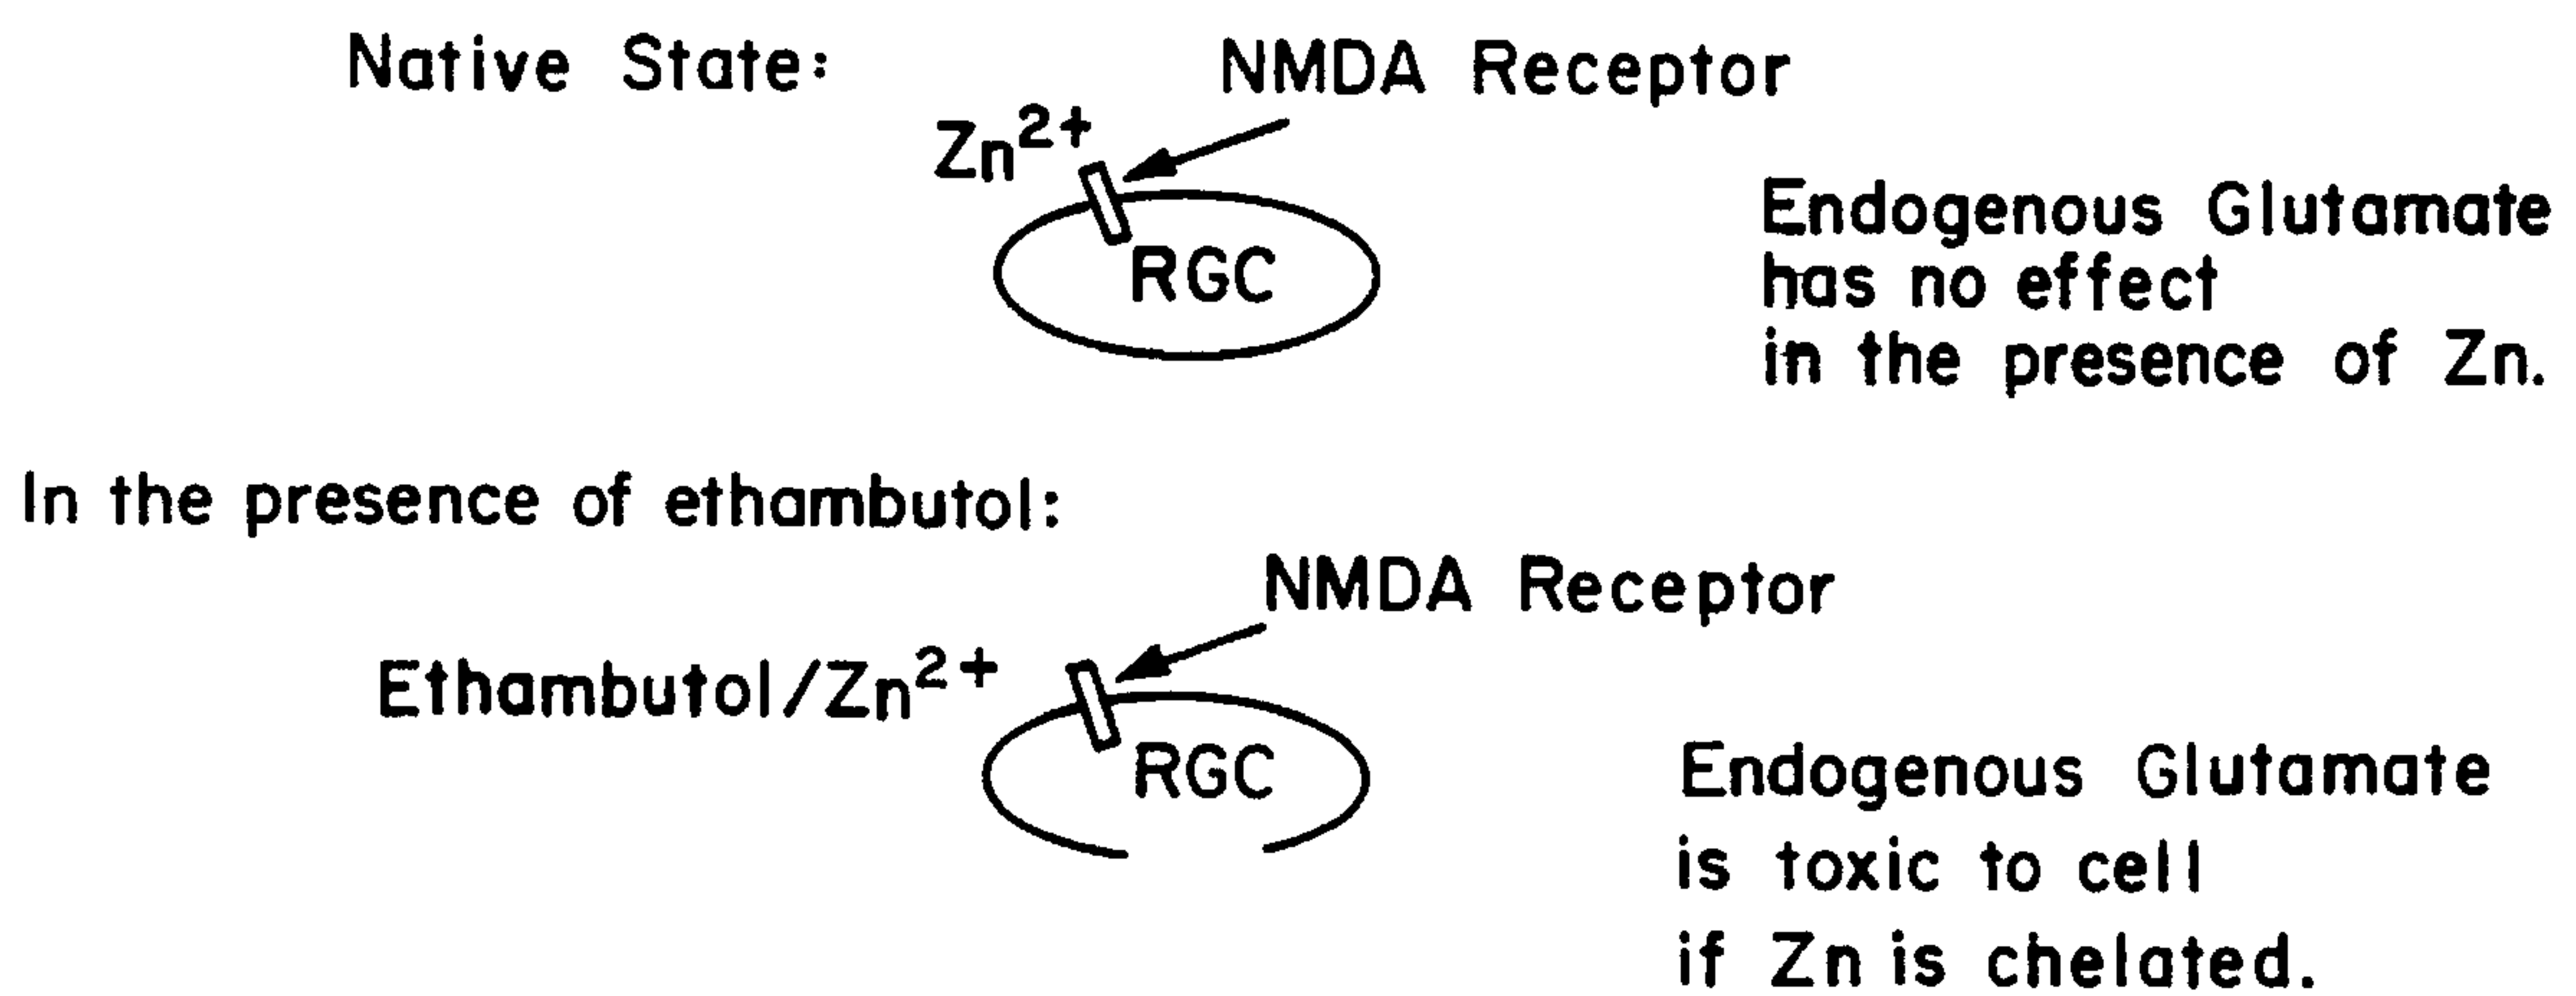 Native State:
NMDA Receptor
Zn²⁺
RGC
Endogenous Glutamate
has no effect
in the presence of Zn.
In the presence of ethambutol:
NMDA Receptor
Ethambutol/Zn²⁺
RGC
Endogenous Glutamate
is toxic to cell
if Zn is chelated.